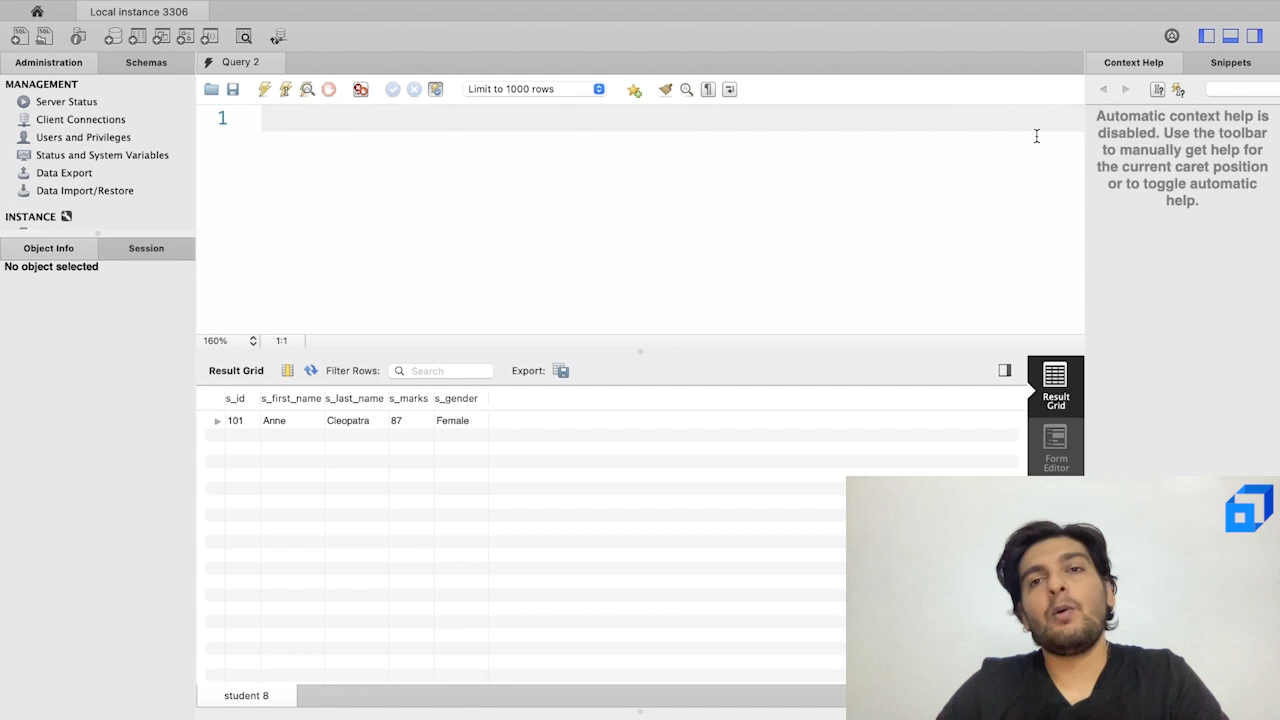 Local instance 3306
Administration
Schemas
Query 2
Context Help
Snippets
MANAGEMENT
Server Status
Client Connections
Users and Privileges
Status and System Variables
Data Export
Data Import/Restore
INSTANCE
Object Info
Session
No object selected
Limit to 1000 rows
1
160%
1:1
Automatic context help is
disabled. Use the toolbar
to manually get help for
the current caret position
or to toggle automatic
help.
Result Grid
Filter Rows:
Search
Export:
s_id s_first_name s_last_name s_marks s_gender
101 Anne Cleopatra 87 Female
Result
Grid
Form
Editor
student 8